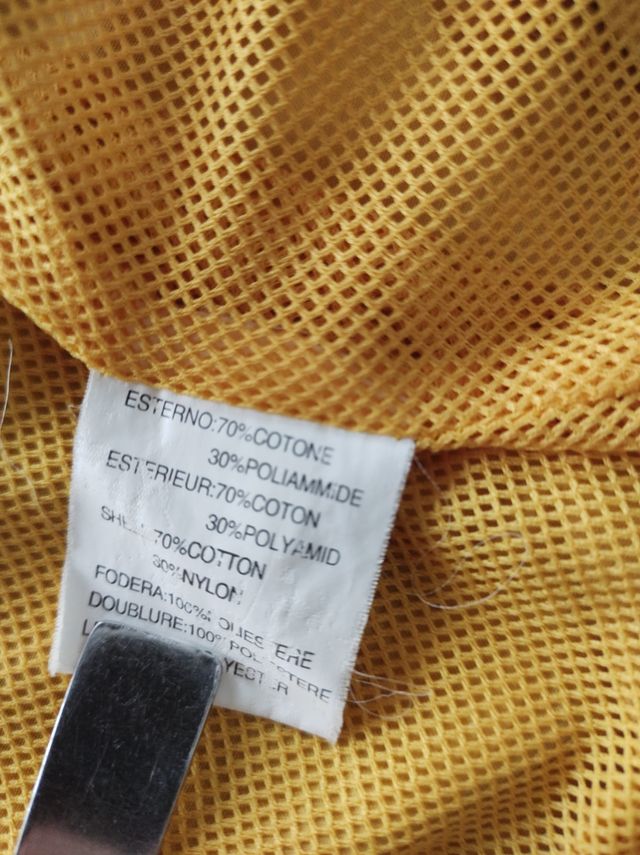 ESTERNO:70%COTONE
30%POLIAMMIDE
ESTERIEUR:70%COTON
30%POLYAMID
70%COTTON
30%NYLON
FODERA:100%
DOUBLURE:100%